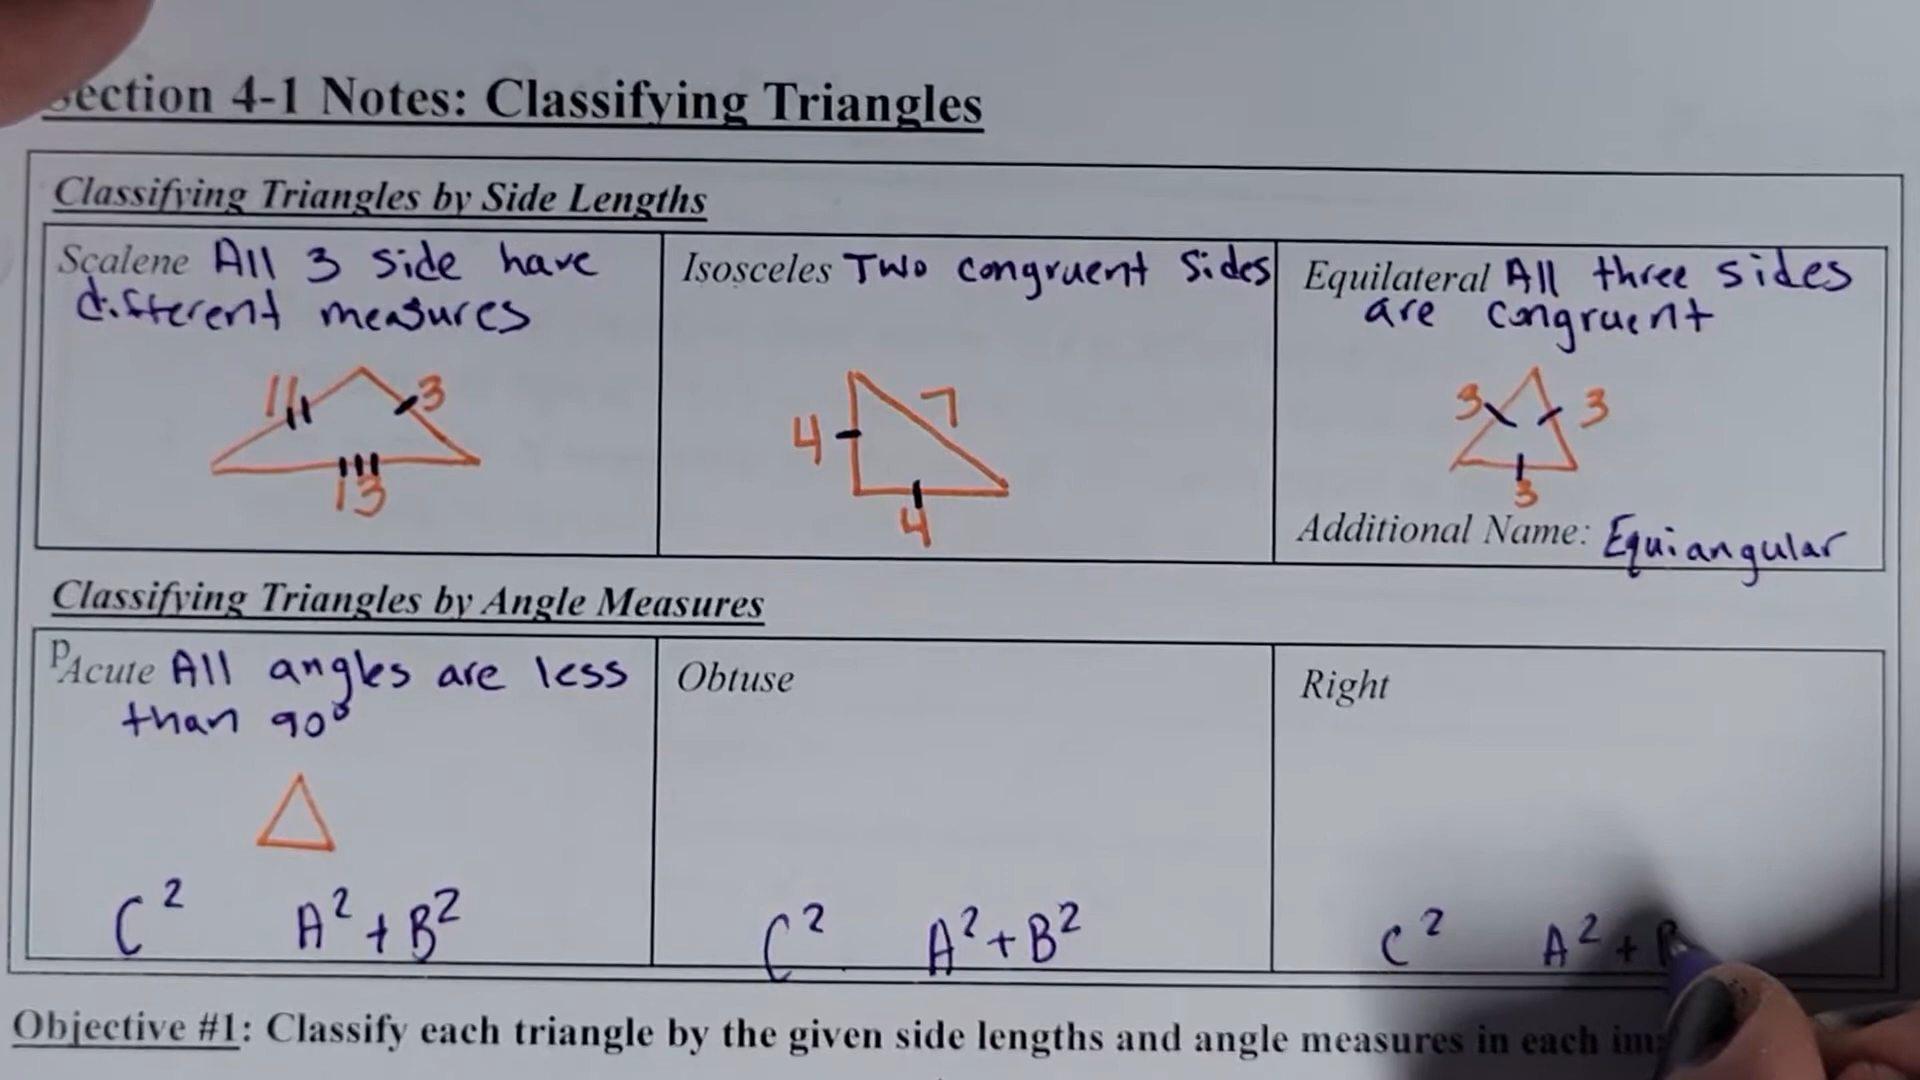 Section 4-1 Notes: Classifying Triangles
Classifying Triangles by Side Lengths
Scalene All 3 side have
different measures
11 3
13
Isosceles Two congruent sides
7
4
4
Equilateral All three sides
are congruent
3 3
3
Additional Name: Equiangular
Classifying Triangles by Angle Measures
P Acute All angles are less
than 90°
C² A² + B²
Obtuse
C² A² + B²
Right
C² A² +
Objective #1: Classify each triangle by the given side lengths and angle measures in each